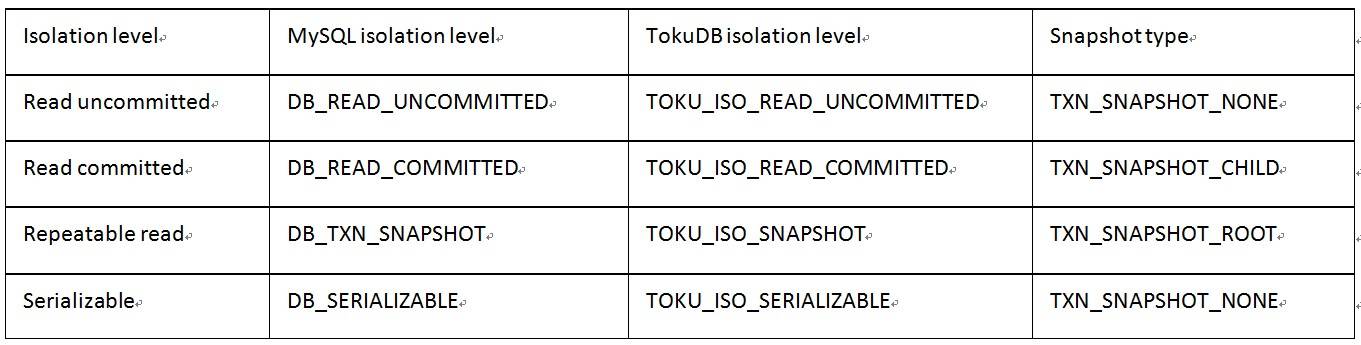 Isolation level MySQL isolation level TokuDB isolation level Snapshot type
Read uncommitted DB_READ_UNCOMMITTED TOKU_ISO_READ_UNCOMMITTED TXN_SNAPSHOT_NONE
Read committed DB_READ_COMMITTED TOKU_ISO_READ_COMMITTED TXN_SNAPSHOT_CHILD
Repeatable read DB_TXN_SNAPSHOT TOKU_ISO_SNAPSHOT TXN_SNAPSHOT_ROOT
Serializable DB_SERIALIZABLE TOKU_ISO_SERIALIZABLE TXN_SNAPSHOT_NONE